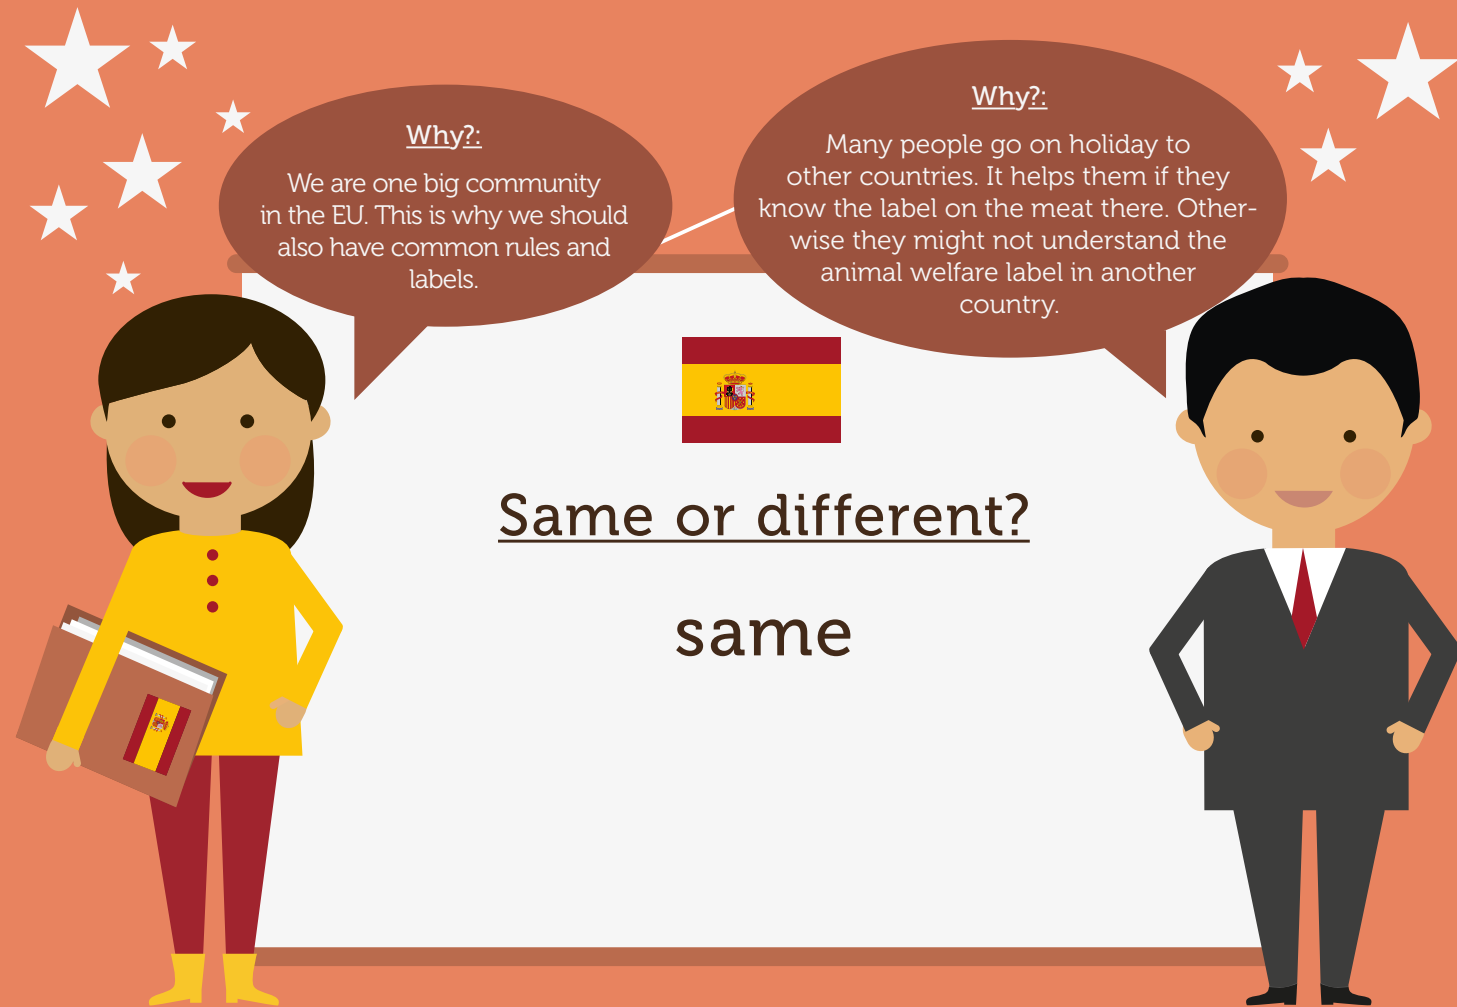 Why?:
We are one big community
in the EU. This is why we should
also have common rules and
labels.
Why?:
Many people go on holiday to
other countries. It helps them if they
know the label on the meat there. Other-
wise they might not understand the
animal welfare label in another
country.
Same or different?
same